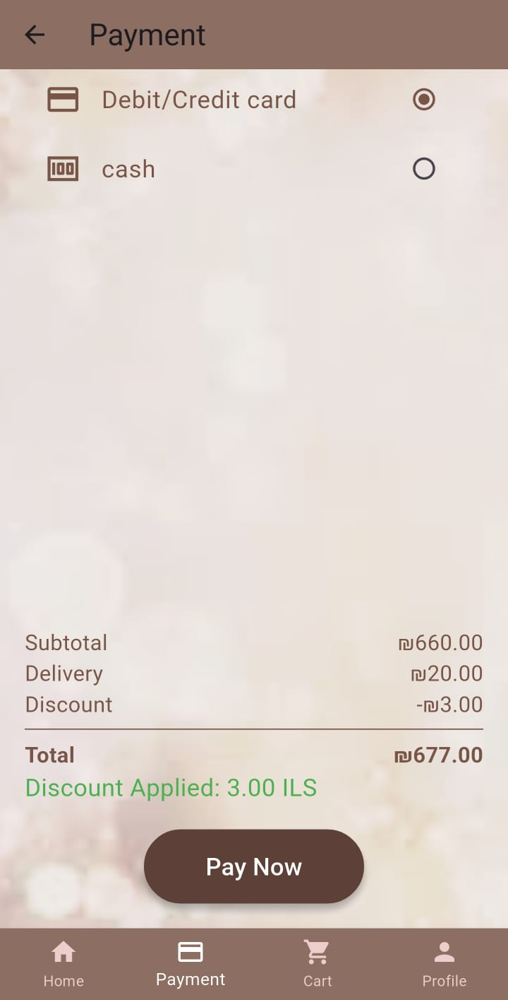 Payment
Debit/Credit card
100 cash
Subtotal ₪660.00
Delivery ₪20.00
Discount -₪3.00
Total ₪677.00
Discount Applied: 3.00 ILS
Pay Now
Home Payment Cart Profile